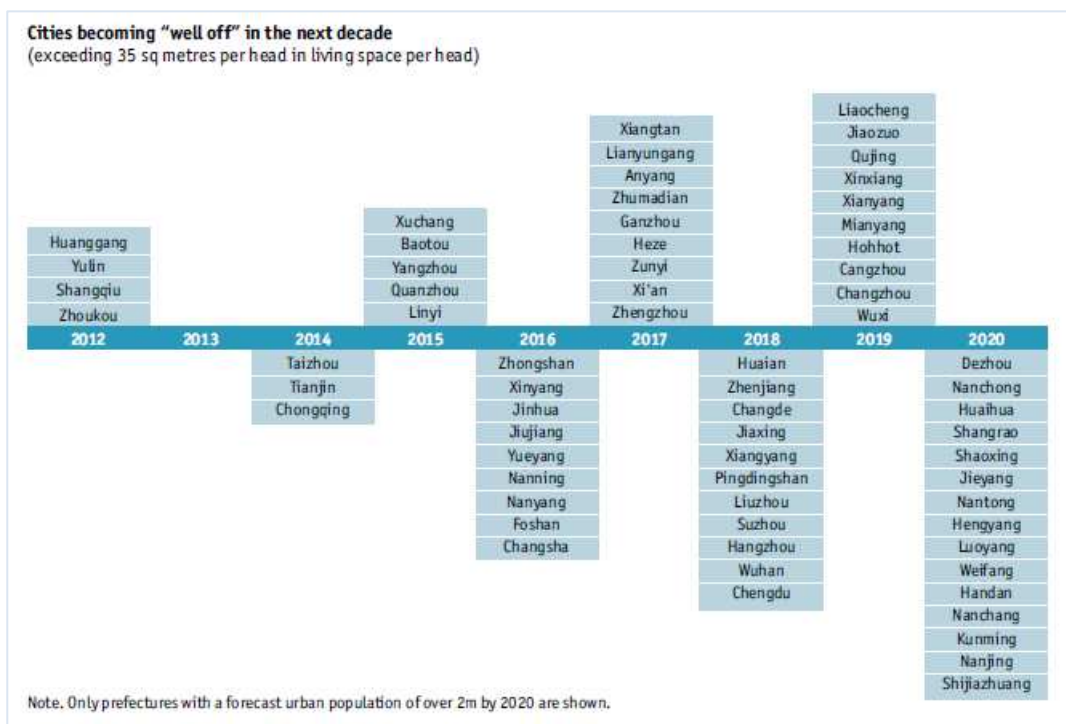 Cities becoming “well off” in the next decade
(exceeding 35 sq metres per head in living space per head)
Huanggang
Yulin
Shangqiu
Zhoukou
2012
2013
Taizhou
Tianjin
Chongqing
2014
Xuchang
Baotou
Yangzhou
Quanzhou
Linyi
2015
Zhongshan
Xinyang
Jinhua
Jiujiang
Yueyang
Nanning
Nanyang
Foshan
Changsha
2016
Xiangtan
Lianyungang
Anyang
Zhumadian
Ganzhou
Heze
Zunyi
Xi'an
Zhengzhou
2017
2018
Huaian
Zhenjiang
Changde
Jiaxing
Xiangyang
Pingdingshan
Liuzhou
Suzhou
Hangzhou
Wuhan
Chengdu
Liaocheng
Jiaozuo
Qujing
Xinxiang
Xianyang
Mianyang
Hohhot
Cangzhou
Changzhou
Wuxi
2019
2020
Dezhou
Nanchong
Huaihua
Shangrao
Shaoxing
Jieyang
Nantong
Hengyang
Luoyang
Weifang
Handan
Nanchang
Kunming
Nanjing
Shijiazhuang
Note. Only prefectures with a forecast urban population of over 2m by 2020 are shown.